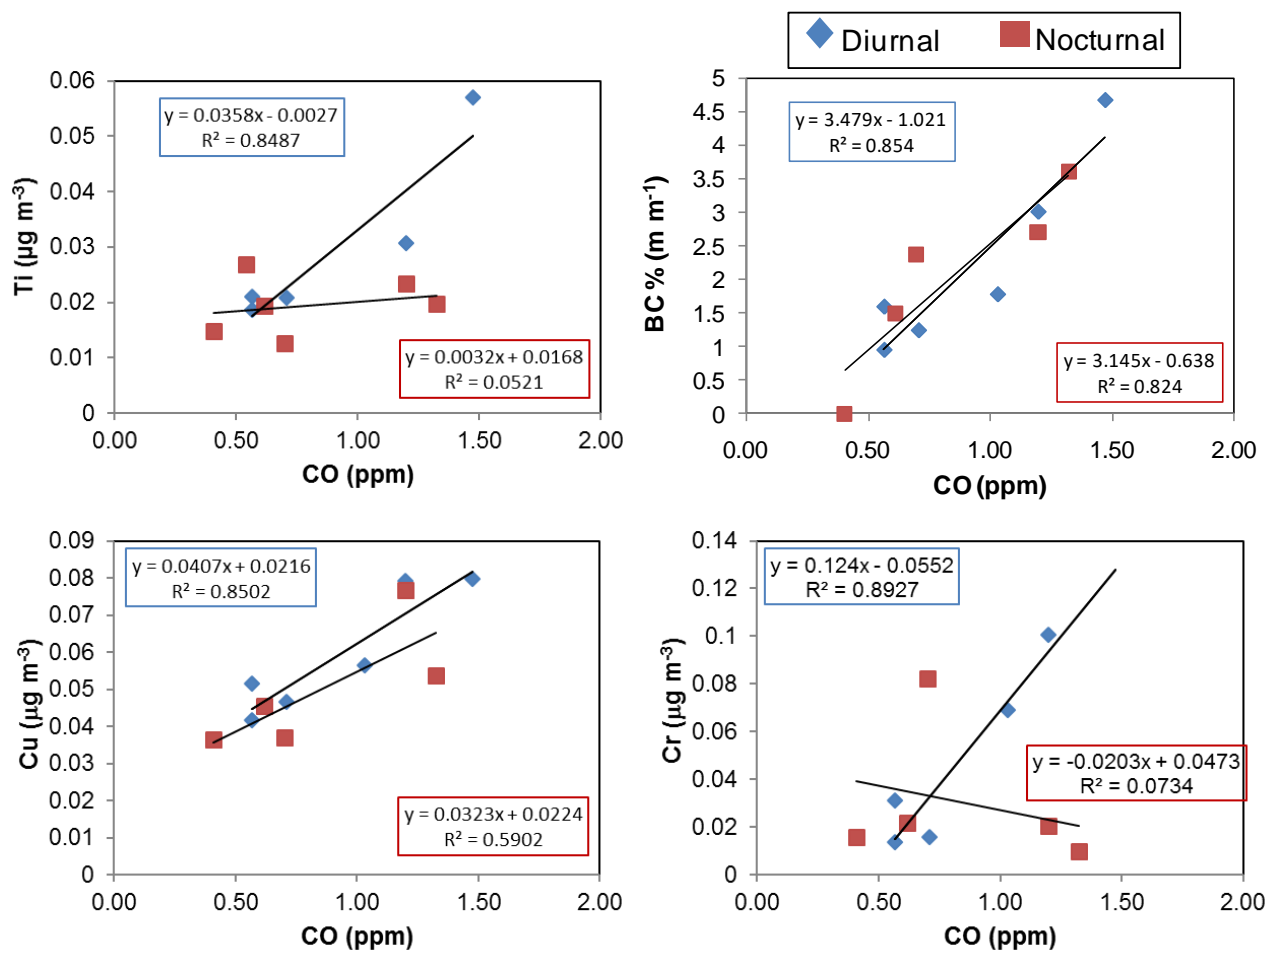 Diurnal
Nocturnal
0.06
0.05
0.04
0.03
0.02
0.01
0
Ti (µg m-3)
y = 0.0358x - 0.0027
R² = 0.8487
y = 0.0032x + 0.0168
R² = 0.0521
0.00 0.50 1.00 1.50 2.00
CO (ppm)
5
4.5
4
3.5
3
2.5
2
1.5
1
0.5
0
BC% (m m-1)
y = 3.479x - 1.021
R² = 0.854
y = 3.145x - 0.638
R² = 0.824
0.00 0.50 1.00 1.50 2.00
CO (ppm)
0.09
0.08
0.07
0.06
0.05
0.04
0.03
0.02
0.01
0
Cu (µg m-3)
y = 0.0407x + 0.0216
R² = 0.8502
y = 0.0323x + 0.0224
R² = 0.5902
0.00 0.50 1.00 1.50 2.00
CO (ppm)
0.14
0.12
0.1
0.08
0.06
0.04
0.02
0
Cr (µg m-3)
y = 0.124x - 0.0552
R² = 0.8927
y = -0.0203x + 0.0473
R² = 0.0734
0.00 0.50 1.00 1.50 2.00
CO (ppm)